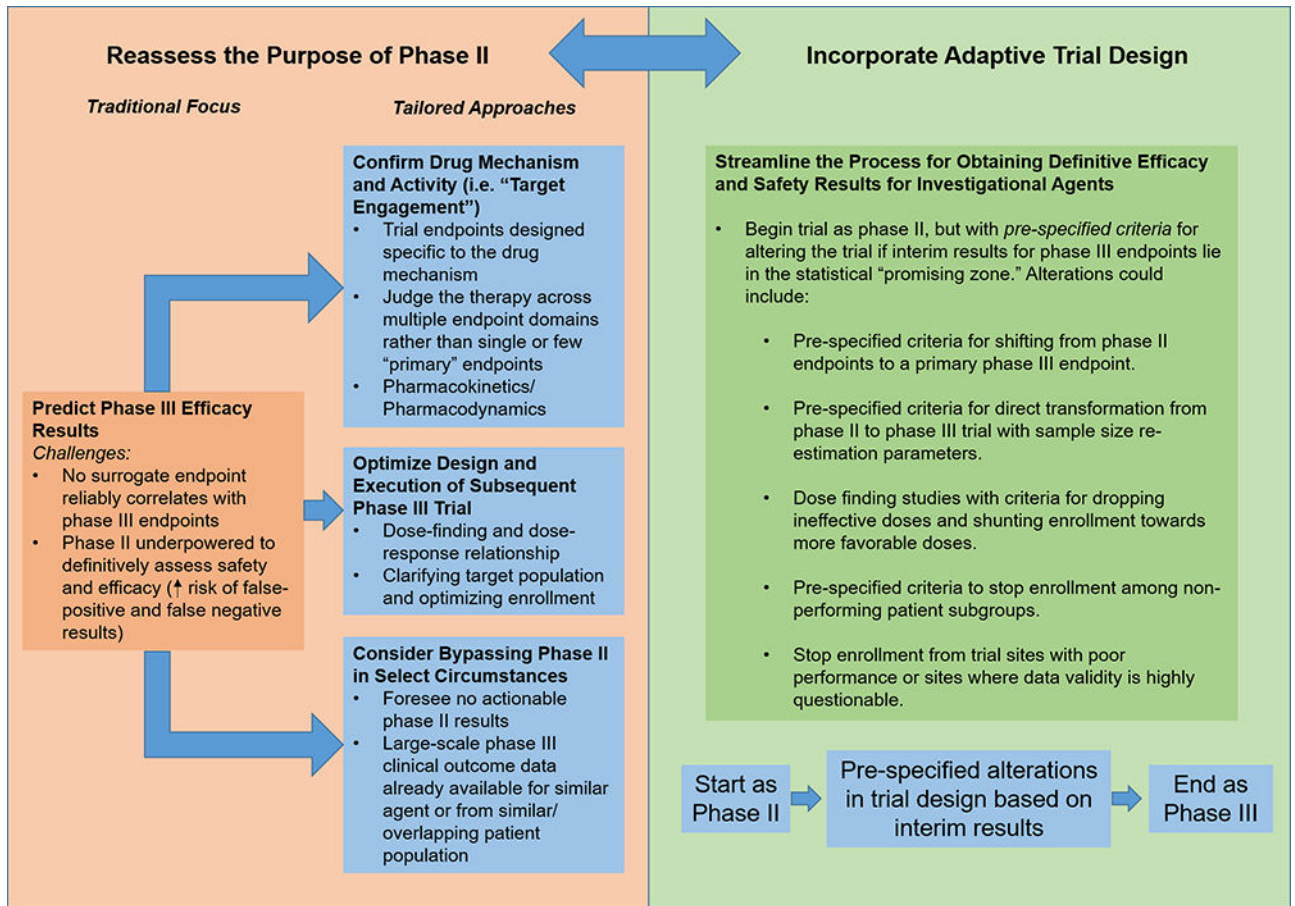 Reassess the Purpose of Phase II
Traditional Focus
Tailored Approaches
Predict Phase III Efficacy
Results
Challenges:
• No surrogate endpoint
reliably correlates with
phase III endpoints
• Phase II underpowered to
definitively assess safety
and efficacy (↑ risk of false-
positive and false negative
results)
Confirm Drug Mechanism
and Activity (i.e. “Target
Engagement”)
• Trial endpoints designed
specific to the drug
mechanism
• Judge the therapy across
multiple endpoint domains
rather than single or few
“primary” endpoints
• Pharmacokinetics/
Pharmacodynamics
Optimize Design and
Execution of Subsequent
Phase III Trial
• Dose-finding and dose-
response relationship
• Clarifying target population
and optimizing enrollment
Consider Bypassing Phase II
in Select Circumstances
• Foresee no actionable
phase II results
• Large-scale phase III
clinical outcome data
already available for similar
agent or from similar/
overlapping patient
population
Incorporate Adaptive Trial Design
Streamline the Process for Obtaining Definitive Efficacy
and Safety Results for Investigational Agents
• Begin trial as phase II, but with pre-specified criteria for
altering the trial if interim results for phase III endpoints lie
in the statistical “promising zone.” Alterations could
include:
• Pre-specified criteria for shifting from phase II
endpoints to a primary phase III endpoint.
• Pre-specified criteria for direct transformation from
phase II to phase III trial with sample size re-
estimation parameters.
• Dose finding studies with criteria for dropping
ineffective doses and shunting enrollment towards
more favorable doses.
• Pre-specified criteria to stop enrollment among non-
performing patient subgroups.
• Stop enrollment from trial sites with poor
performance or sites where data validity is highly
questionable.
Start as
Phase II
Pre-specified alterations
in trial design based on
interim results
End as
Phase III